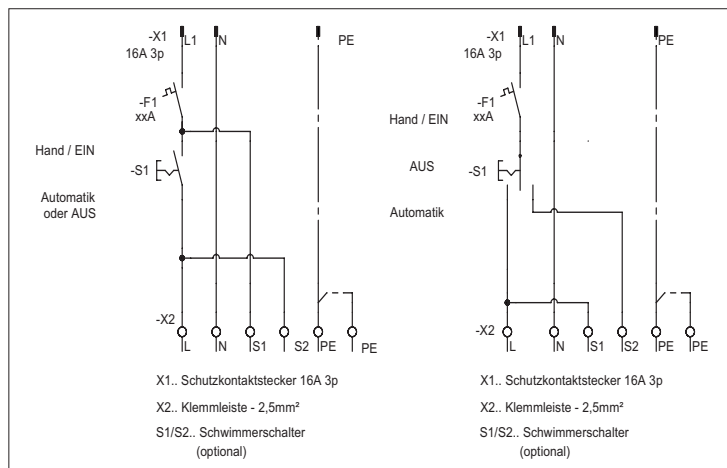 -X1 L1 N PE
16A 3p
-F1
xxA
Hand / EIN
-S1
Automatik
oder AUS
-X2
L N S1 S2 PE PE
X1.. Schutzkontaktstecker 16A 3p
X2.. Klemmleiste - 2,5mm²
S1/S2.. Schwimmerschalter
(optional)
-X1 L1 N PE
16A 3p
-F1
xxA
Hand / EIN
AUS
-S1
Automatik
-X2
L N S1 S2 PE PE
X1.. Schutzkontaktstecker 16A 3p
X2.. Klemmleiste - 2,5mm²
S1/S2.. Schwimmerschalter
(optional)